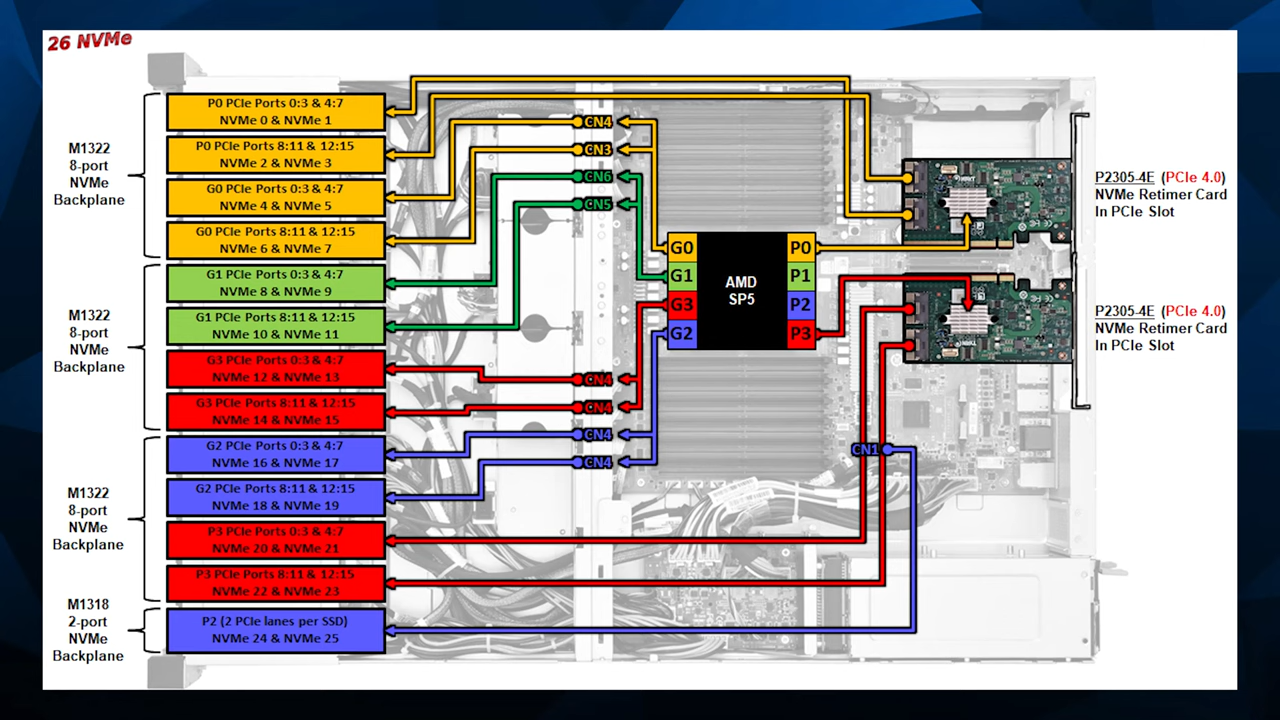 26 NVMe
M1322
8-port
NVMe
Backplane
P0 PCIe Ports 0:3 & 4:7
NVMe 0 & NVMe 1
P0 PCIe Ports 8:11 & 12:15
NVMe 2 & NVMe 3
G0 PCIe Ports 0:3 & 4:7
NVMe 4 & NVMe 5
G0 PCIe Ports 8:11 & 12:15
NVMe 6 & NVMe 7
M1322
8-port
NVMe
Backplane
G1 PCIe Ports 0:3 & 4:7
NVMe 8 & NVMe 9
G1 PCIe Ports 8:11 & 12:15
NVMe 10 & NVMe 11
G3 PCIe Ports 0:3 & 4:7
NVMe 12 & NVMe 13
G3 PCIe Ports 8:11 & 12:15
NVMe 14 & NVMe 15
M1322
8-port
NVMe
Backplane
G2 PCIe Ports 0:3 & 4:7
NVMe 16 & NVMe 17
G2 PCIe Ports 8:11 & 12:15
NVMe 18 & NVMe 19
P3 PCIe Ports 0:3 & 4:7
NVMe 20 & NVMe 21
P3 PCIe Ports 8:11 & 12:15
NVMe 22 & NVMe 23
M1318
2-port
NVMe
Backplane
P2 (2 PCIe lanes per SSD)
NVMe 24 & NVMe 25
CN4
CN3
CN6
CN5
CN4
CN4
CN4
CN4
G0
G1
G3
G2
AMD
SP5
P0
P1
P2
P3
CN1
P2305-4E (PCIe 4.0)
NVMe Retimer Card
In PCIe Slot
P2305-4E (PCIe 4.0)
NVMe Retimer Card
In PCIe Slot